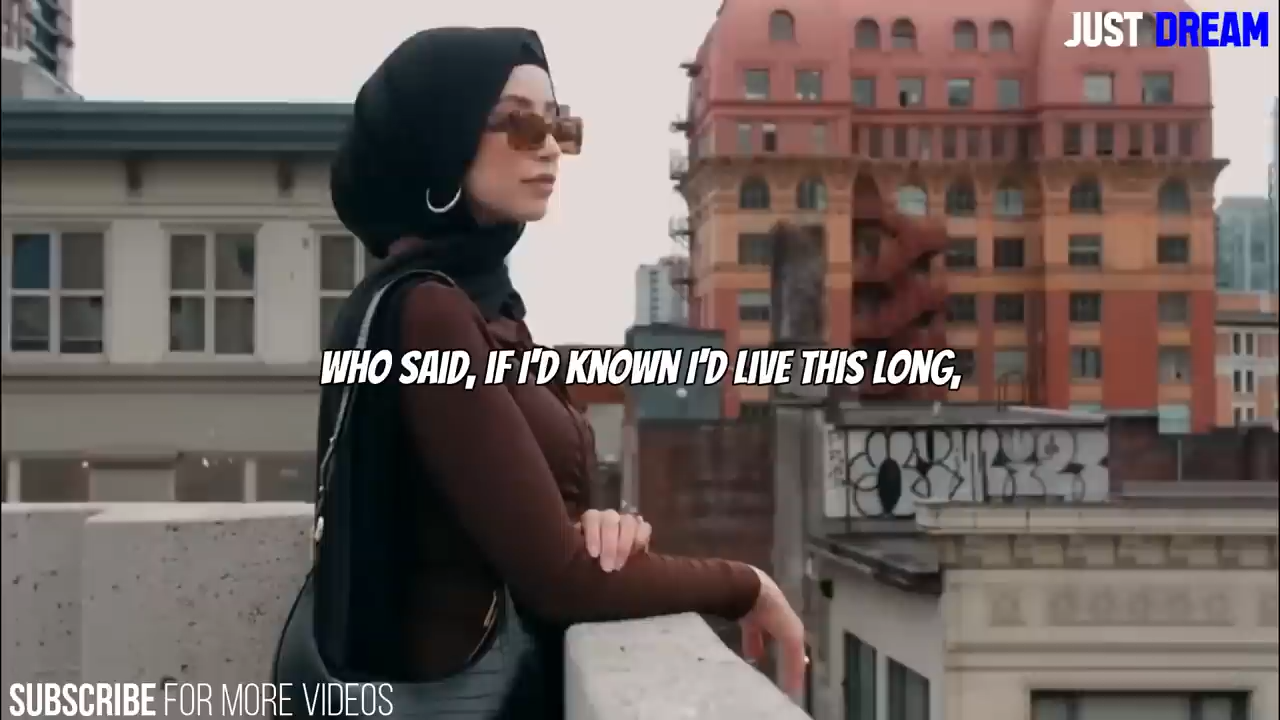 JUST DREAM
WHO SAID, IF I'D KNOWN I'D LIVE THIS LONG,
SUBSCRIBE FOR MORE VIDEOS